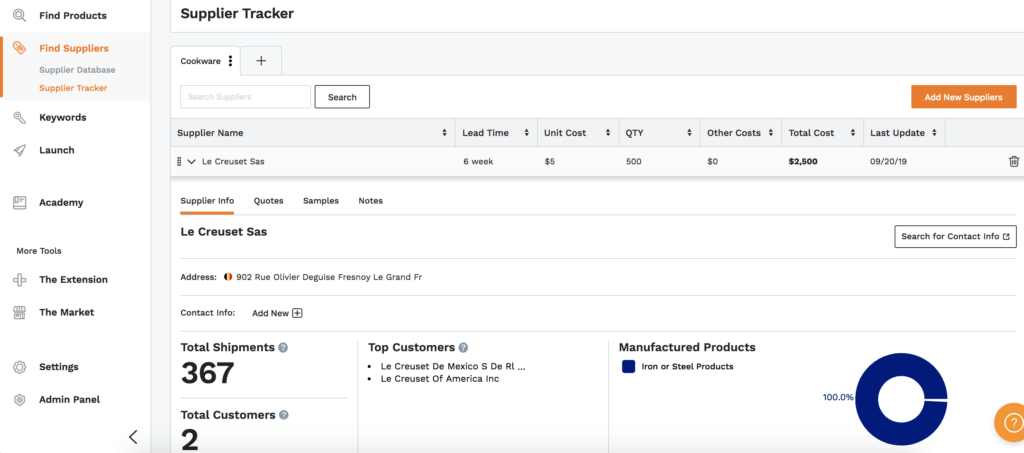 Find Products
Find Suppliers
Supplier Database
Supplier Tracker
Keywords
Launch
Academy
More Tools
The Extension
The Market
Settings
Admin Panel
Supplier Tracker
Cookware
Search Suppliers
Search
Add New Suppliers
Supplier Name Lead Time Unit Cost QTY Other Costs Total Cost Last Update
Le Creuset Sas 6 week $5 500 $0 $2,500 09/20/19
Supplier Info Quotes Samples Notes
Le Creuset Sas
Search for Contact Info
Address: 902 Rue Olivier Deguise Fresnoy Le Grand Fr
Contact Info: Add New
Total Shipments
367
Total Customers
2
Top Customers
Le Creuset De Mexico S De Rl ...
Le Creuset Of America Inc
Manufactured Products
Iron or Steel Products
100.0%